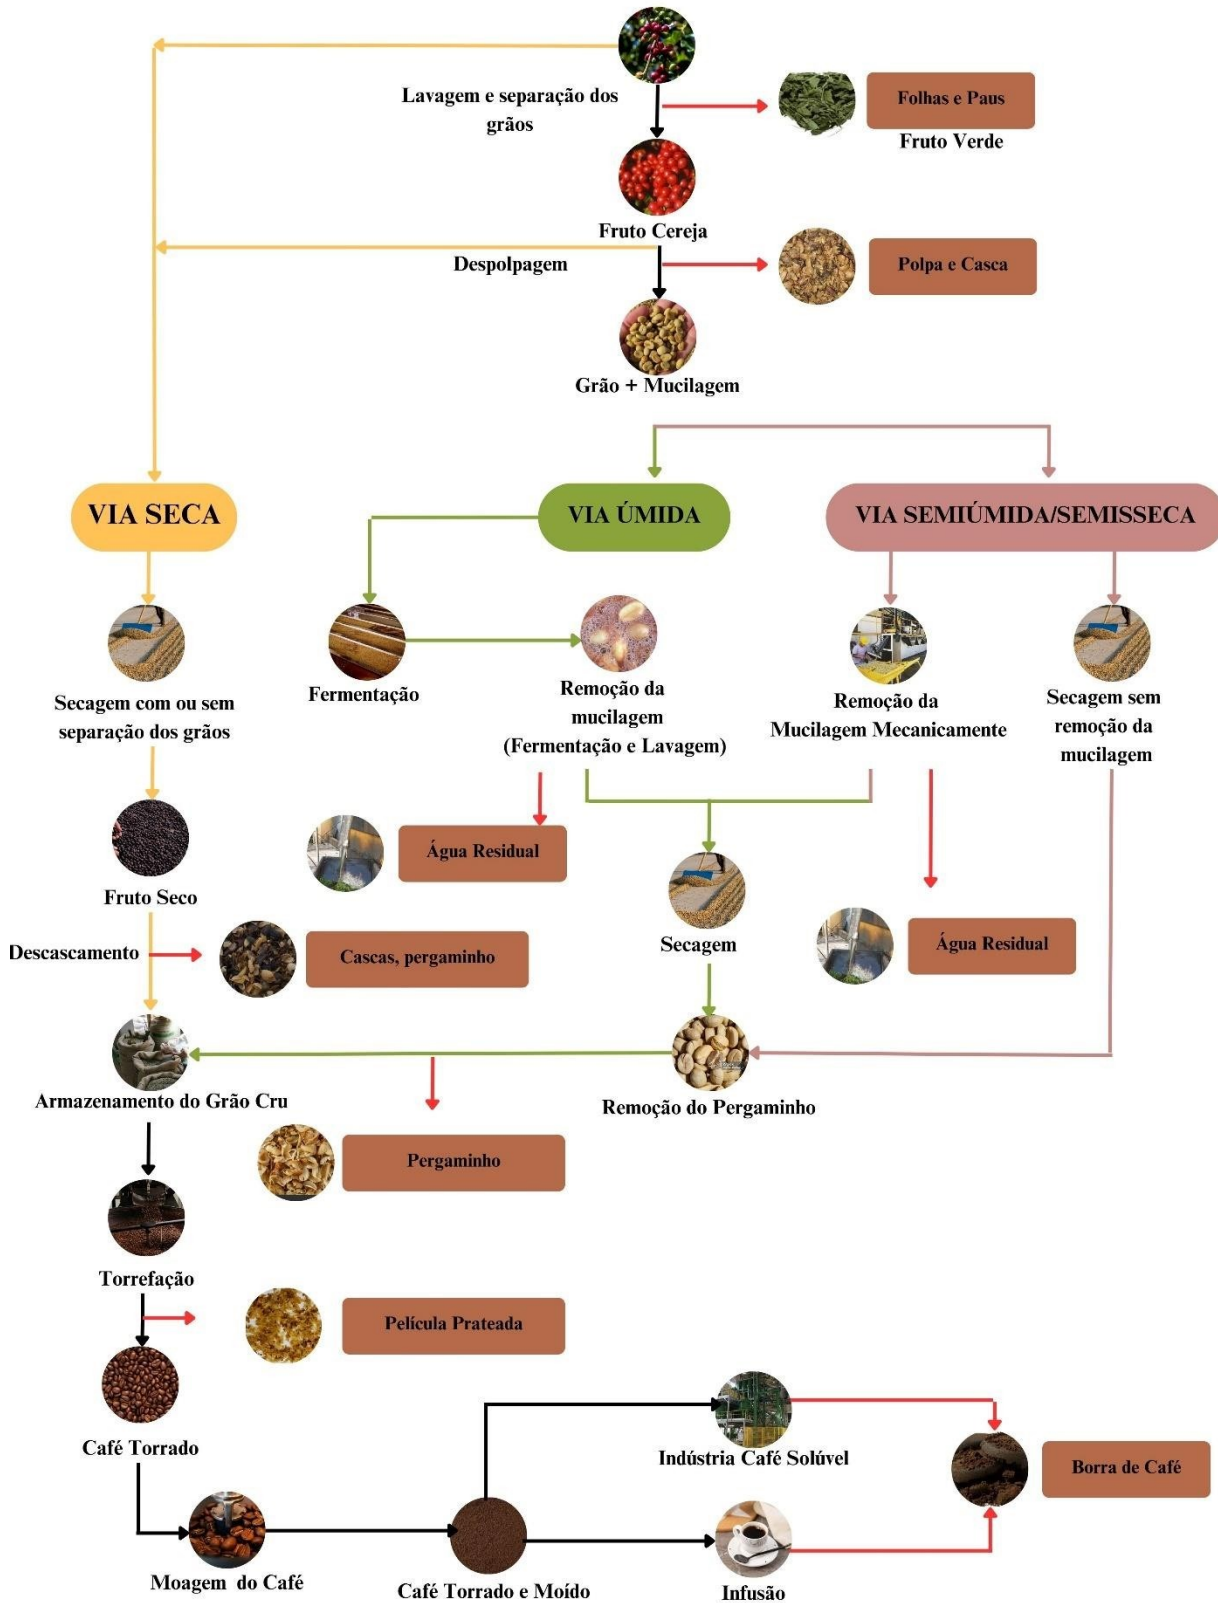 Lavagem e separação dos
grãos
Folhas e Paus
Fruto Verde
Fruto Cereja
Despolpagem
Polpa e Casca
Grão + Mucilagem
VIA SECA
VIA ÚMIDA
VIA SEMIÚMIDA/SEMISSECA
Secagem com ou sem
separação dos grãos
Fermentação
Remoção da
mucilagem
(Fermentação e Lavagem)
Remoção da
Mucilagem Mecanicamente
Secagem sem
remoção da
mucilagem
Água Residual
Fruto Seco
Descascamento
Cascas, pergaminho
Secagem
Água Residual
Armazenamento do Grão Cru
Remoção do Pergaminho
Pergaminho
Torrefação
Película Prateada
Café Torrado
Indústria Café Solúvel
Borra de Café
Moagem do Café
Café Torrado e Moído
Infusão